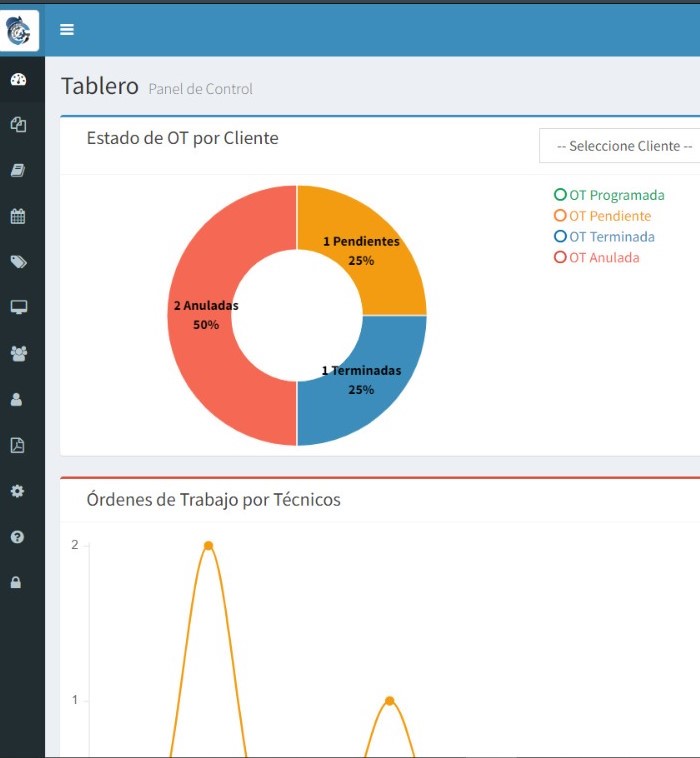 Tablero Panel de Control
Estado de OT por Cliente
-- Seleccione Cliente --
OT Programada
OT Pendiente
OT Terminada
OT Anulada
1 Pendientes
25%
2 Anuladas
50%
1 Terminadas
25%
Órdenes de Trabajo por Técnicos
2
1